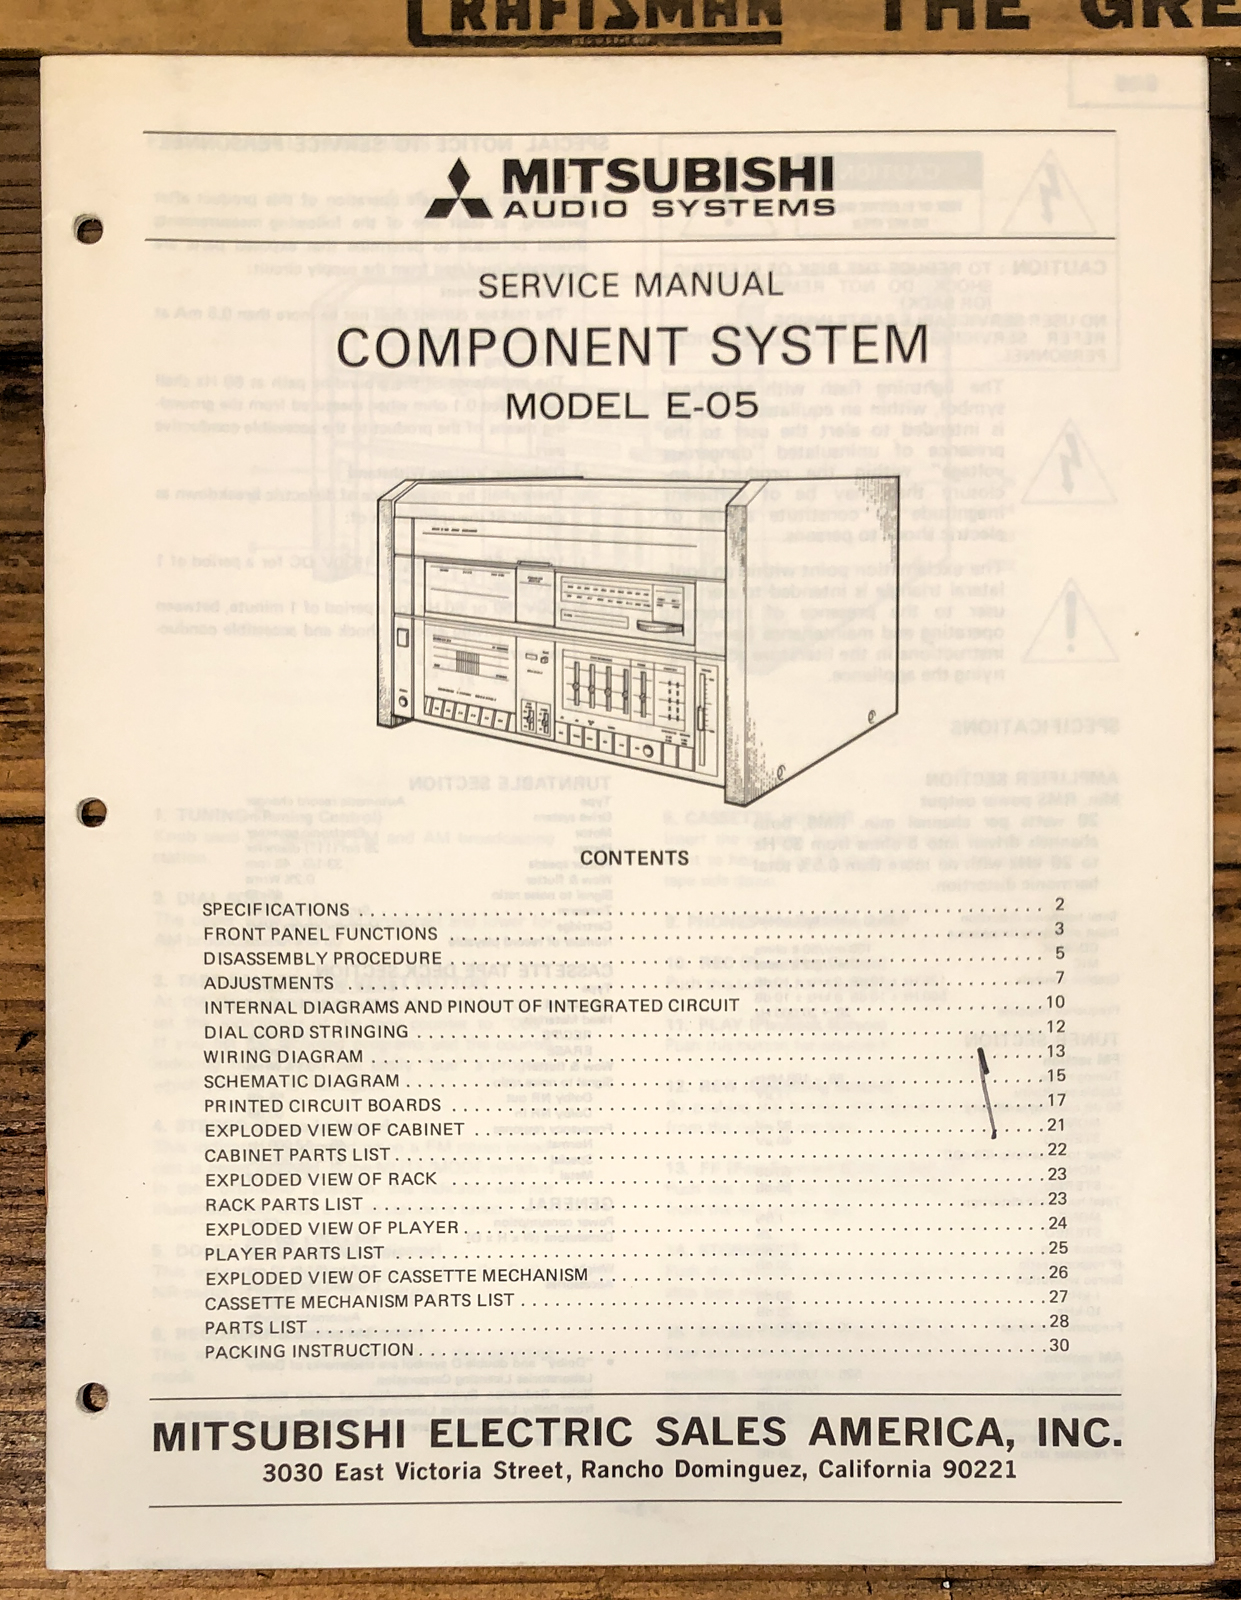 CRAFTSMAN THE GRE
MITSUBISHI
AUDIO SYSTEMS
SERVICE MANUAL
COMPONENT SYSTEM
MODEL E-05
CONTENTS
SPECIFICATIONS . . . . . . . . . . 2
FRONT PANEL FUNCTIONS . . . . . . . . . . 3
DISASSEMBLY PROCEDURE . . . . . . . . . . 5
ADJUSTMENTS . . . . . . . . . . 7
INTERNAL DIAGRAMS AND PINOUT OF INTEGRATED CIRCUIT . . . . . . . . . . 10
DIAL CORD STRINGING . . . . . . . . . . 12
WIRING DIAGRAM . . . . . . . . . . 13
SCHEMATIC DIAGRAM . . . . . . . . . . 15
PRINTED CIRCUIT BOARDS . . . . . . . . . . 17
EXPLODED VIEW OF CABINET . . . . . . . . . . 21
CABINET PARTS LIST . . . . . . . . . . 22
EXPLODED VIEW OF RACK . . . . . . . . . . 23
RACK PARTS LIST . . . . . . . . . . 23
EXPLODED VIEW OF PLAYER . . . . . . . . . . 24
PLAYER PARTS LIST . . . . . . . . . . 25
EXPLODED VIEW OF CASSETTE MECHANISM . . . . . . . . . . 26
CASSETTE MECHANISM PARTS LIST . . . . . . . . . . 27
PARTS LIST . . . . . . . . . . 28
PACKING INSTRUCTION . . . . . . . . . . 30
MITSUBISHI ELECTRIC SALES AMERICA, INC.
3030 East Victoria Street, Rancho Dominguez, California 90221